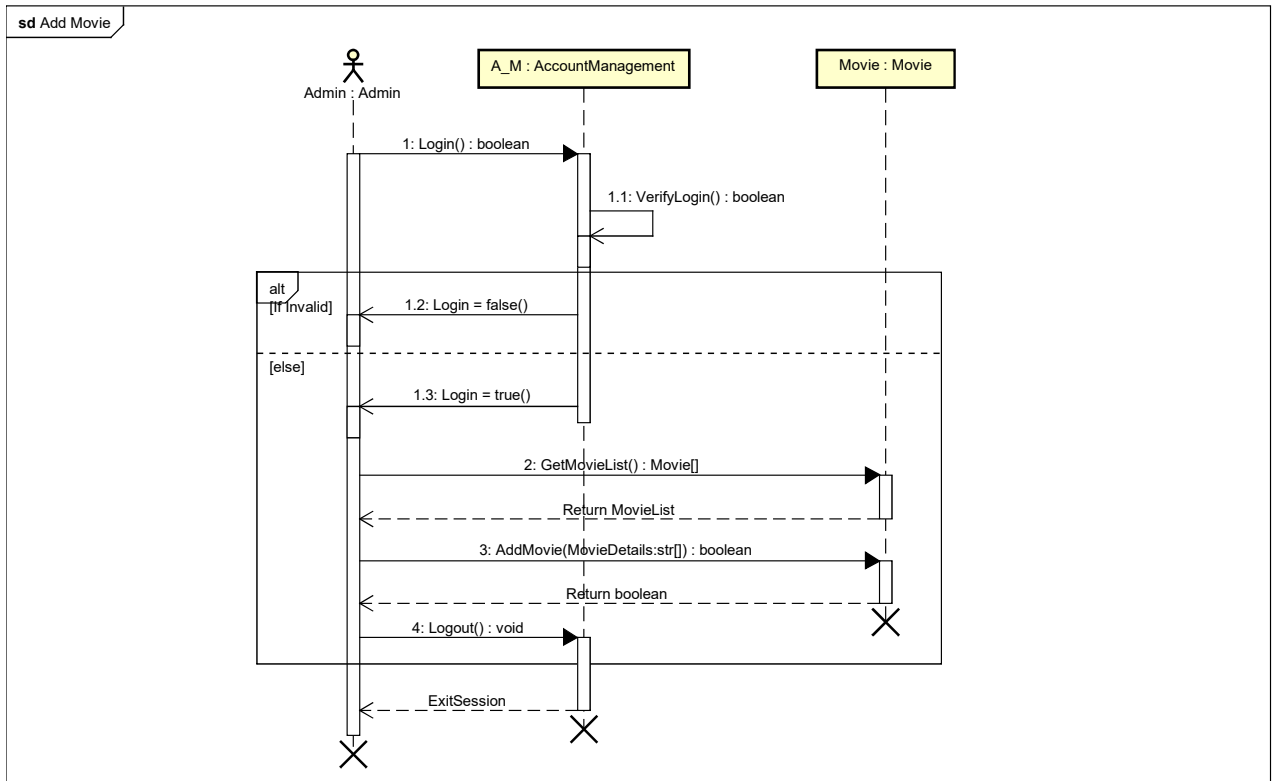 sd Add Movie
Admin : Admin
A_M : AccountManagement
Movie : Movie
1: Login() : boolean
1.1: VerifyLogin() : boolean
alt
[If Invalid]
1.2: Login = false()
[else]
1.3: Login = true()
2: GetMovieList() : Movie[]
Return MovieList
3: AddMovie(MovieDetails:str[]) : boolean
Return boolean
4: Logout() : void
ExitSession